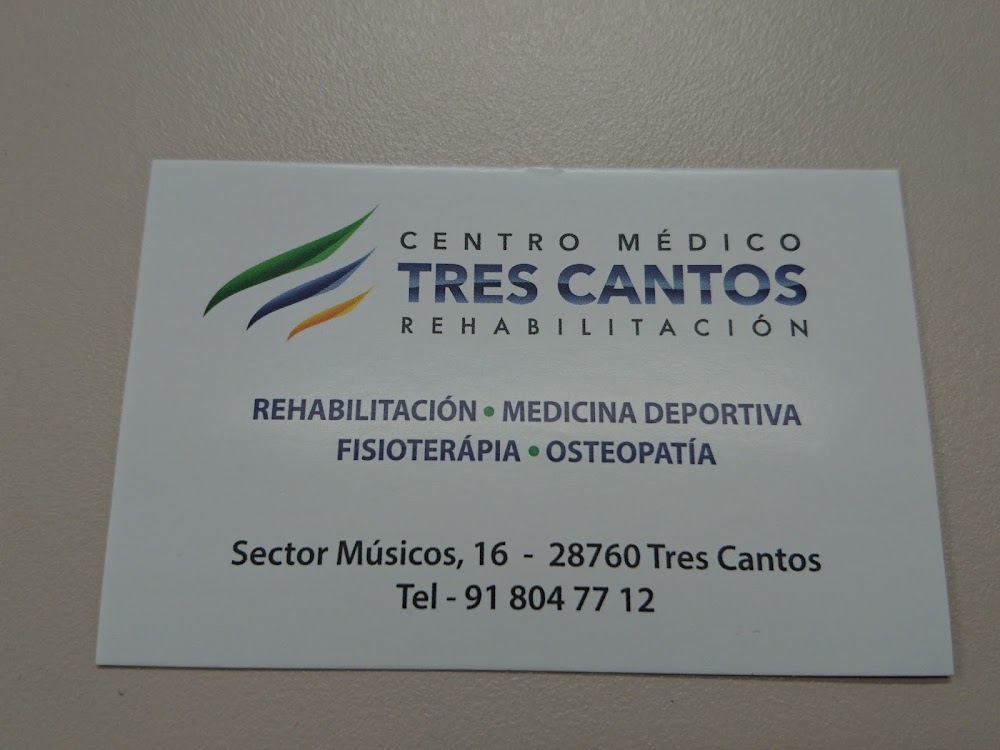 CENTRO MÉDICO
TRES CANTOS
REHABILITACIÓN
REHABILITACIÓN • MEDICINA DEPORTIVA
FISIOTERÁPIA • OSTEOPATÍA
Sector Músicos, 16 - 28760 Tres Cantos
Tel - 91 804 77 12